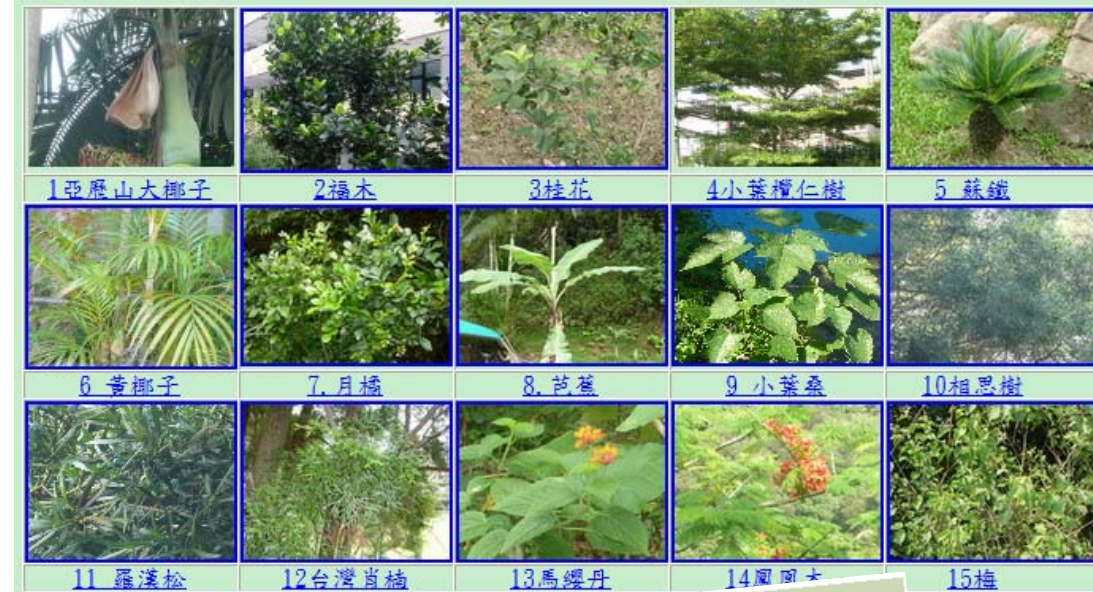 1亞歷山大椰子 2福木 3桂花 4小葉欖仁樹 5 蘇鐵
6 黃椰子 7.月橘 8.芭蕉 9 小葉桑 10相思樹
11 羅漢松 12台灣肖楠 13馬纓丹 14鳳凰木 15梅